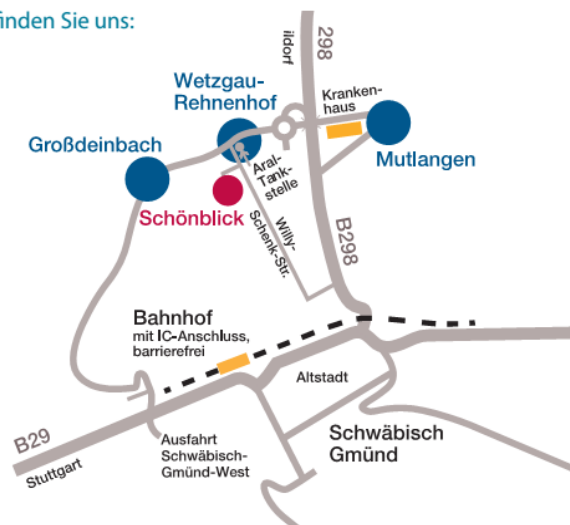 finden Sie uns:
ildorf
298
B298
Wetzgau-
Rehnenhof
Kranken-
haus
Großdeinbach
Mutlangen
Aral-
Tank-
stelle
Schönblick
Willy-
Schenk-Str.
Bahnhof
mit IC-Anschluss,
barrierefrei
Altstadt
Schwäbisch
Gmünd
B29
Stuttgart
Ausfahrt
Schwäbisch-
Gmünd-West